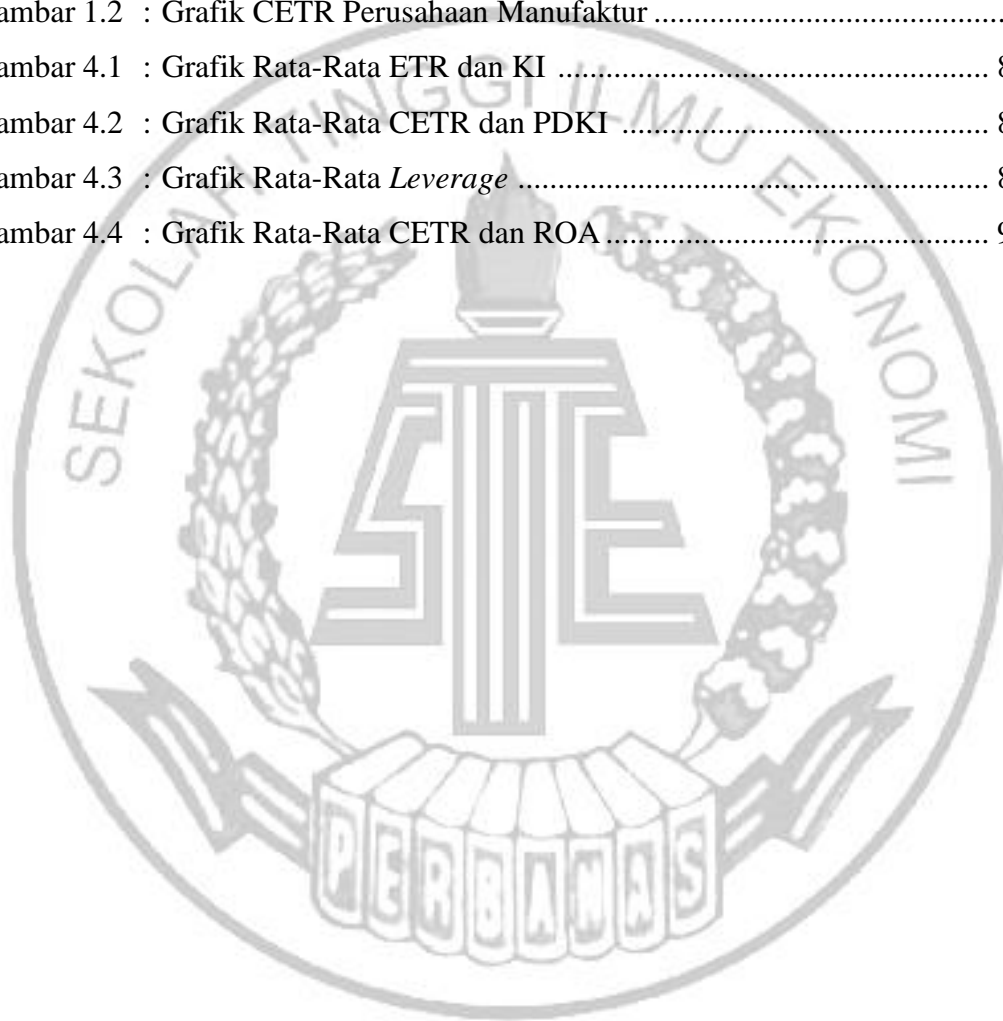 ambar 1.2 : Grafik CETR Perusahaan Manufaktur ........................................
ambar 4.1 : Grafik Rata-Rata ETR dan KI .................................................... 8
ambar 4.2 : Grafik Rata-Rata CETR dan PDKI ............................................ 8
ambar 4.3 : Grafik Rata-Rata Leverage ......................................................... 8
ambar 4.4 : Grafik Rata-Rata CETR dan ROA .............................................. 9
SEKOLAH TINGGI ILMU EKONOMI
STIE
PERBANAS